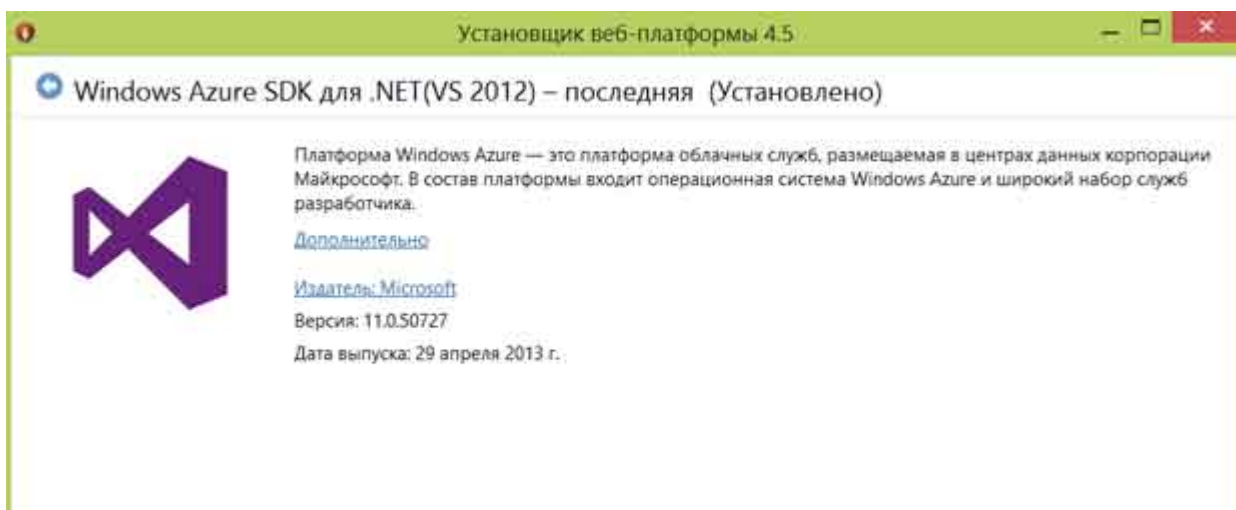 Установщик веб-платформы 4.5
Windows Azure SDK для .NET(VS 2012) – последняя (Установлено)
Платформа Windows Azure — это платформа облачных служб, размещаемая в центрах данных корпорации
Майкрософт. В состав платформы входит операционная система Windows Azure и широкий набор служб
разработчика.
Дополнительно
Издатель: Microsoft
Версия: 11.0.50727
Дата выпуска: 29 апреля 2013 г.